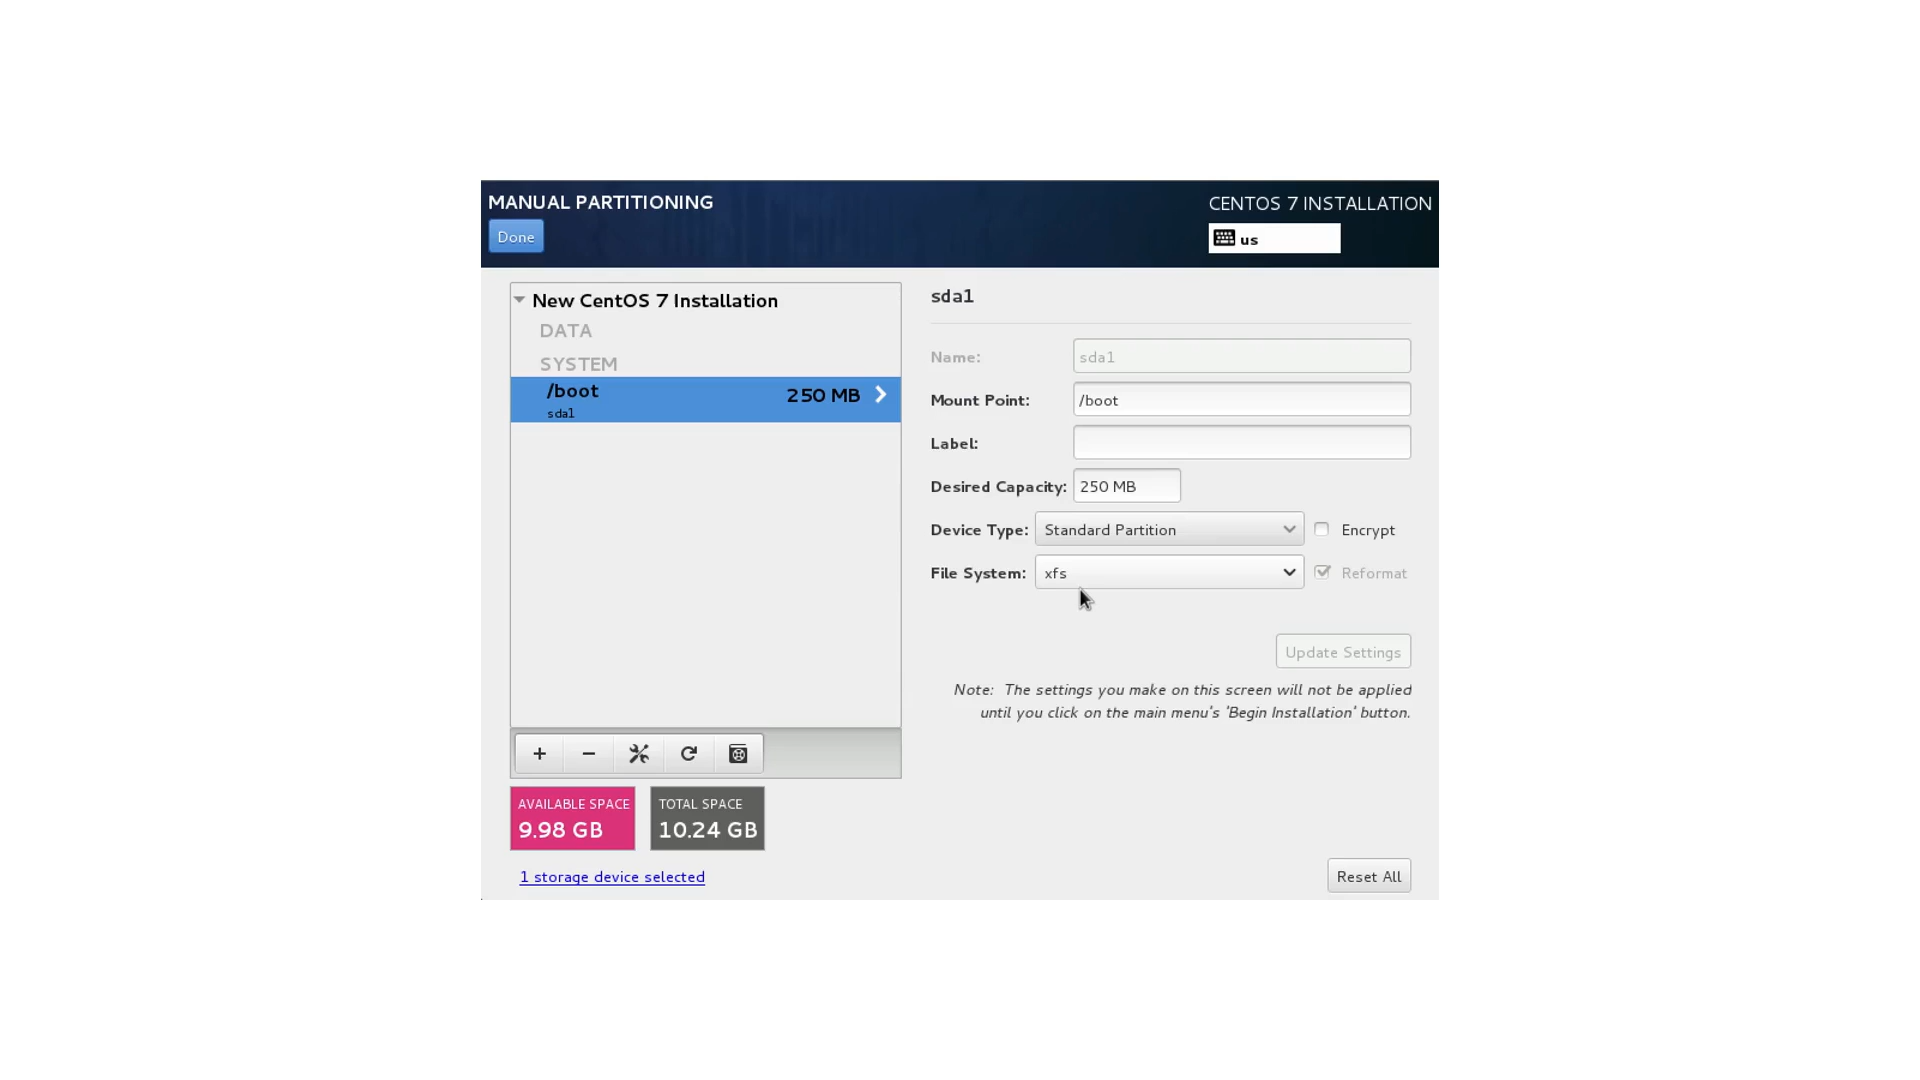 MANUAL PARTITIONING
CENTOS 7 INSTALLATION
Done
us
New CentOS 7 Installation
DATA
SYSTEM
/boot
250 MB
sda1
sda1
Name: sda1
Mount Point: /boot
Label:
Desired Capacity: 250 MB
Device Type: Standard Partition Encrypt
File System: xfs Reformat
Update Settings
Note: The settings you make on this screen will not be applied
until you click on the main menu's 'Begin Installation' button.
AVAILABLE SPACE
9.98 GB
TOTAL SPACE
10.24 GB
1 storage device selected
Reset All